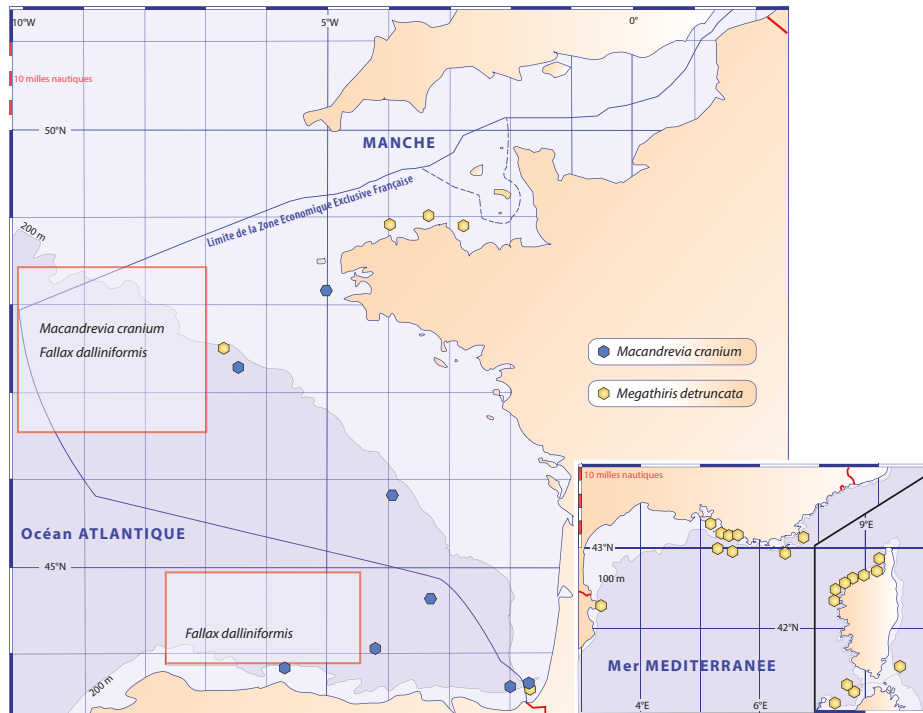 10°W
5°W
0°
10 milles nautiques
50°N
MANCHE
Limite de la Zone Economique Exclusive Française
200 m
Macandrevia cranium
Fallax dalliniformis
Macandrevia cranium
Megathiris detruncata
Océan ATLANTIQUE
45°N
Fallax dalliniformis
200 m
10 milles nautiques
9°E
43°N
100 m
42°N
Mer MEDITERRANEE
4°E
6°E